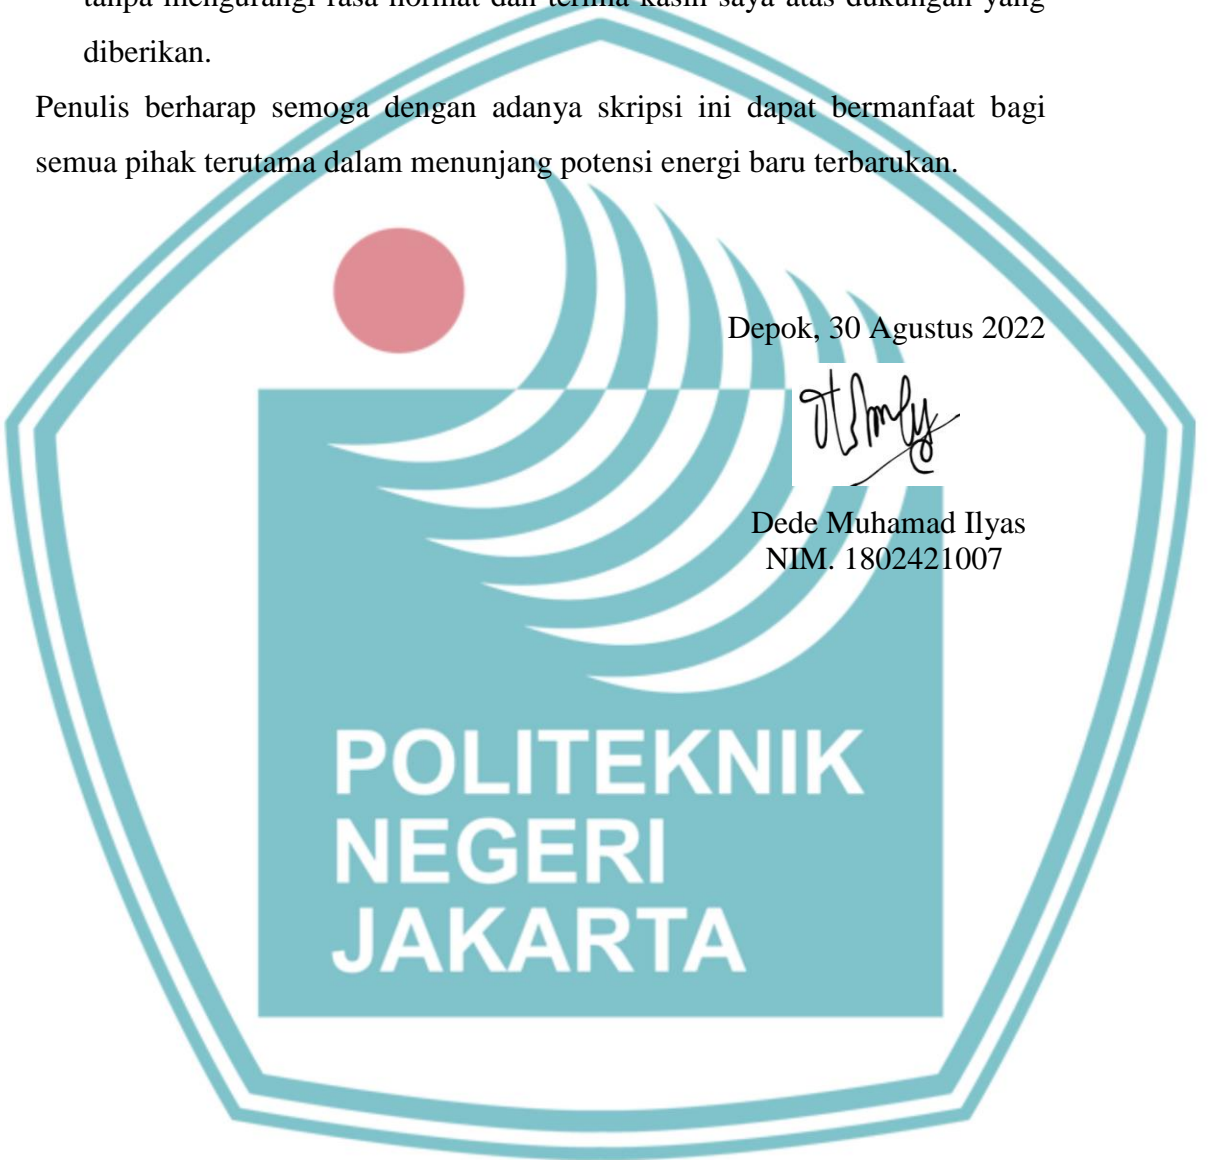 tanpa mengurangi rasa hormat dan terima kasih saya atas dukungan yang
diberikan.
Penulis berharap semoga dengan adanya skripsi ini dapat bermanfaat bagi
semua pihak terutama dalam menunjang potensi energi baru terbarukan.
Depok, 30 Agustus 2022
Dede Muhamad Ilyas
NIM. 1802421007
POLITEKNIK
NEGERI
JAKARTA